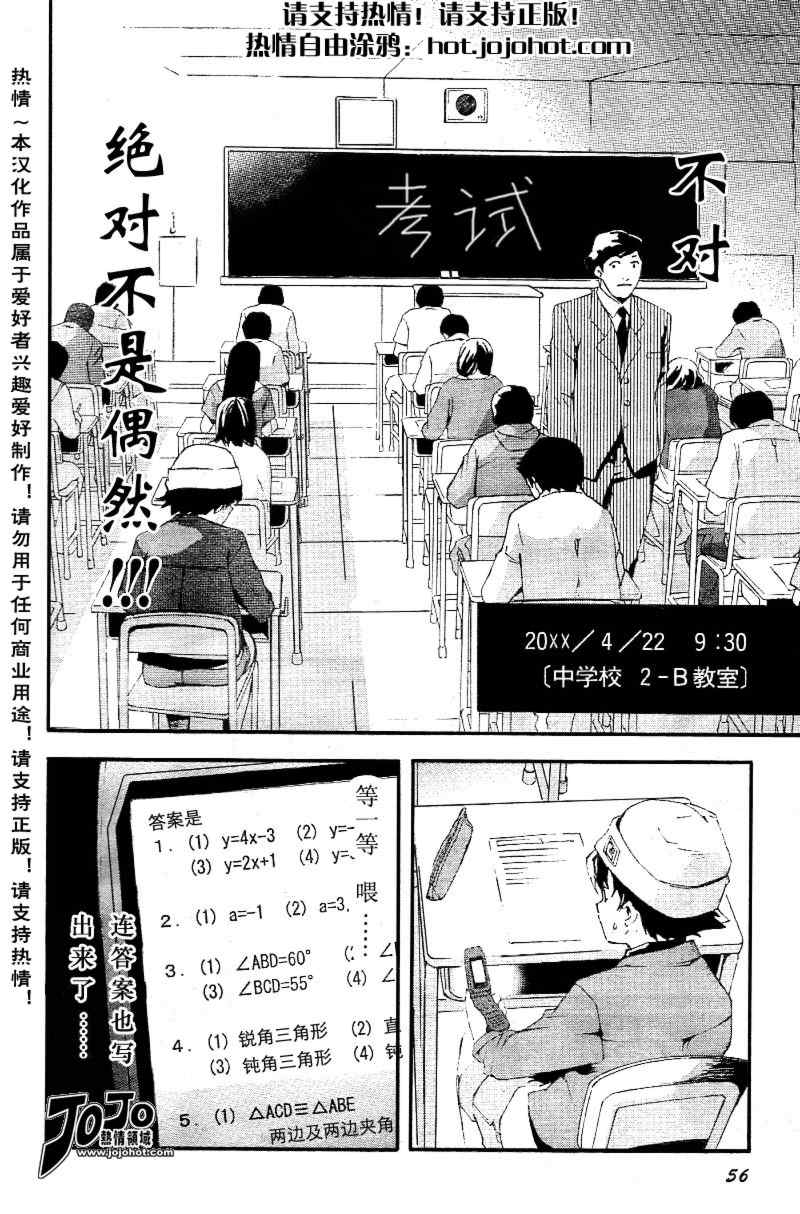 请支持热情！请支持正版！
热情自由涂鸦：hot.jojohot.com
热情～本汉化作品属于爱好者兴趣爱好制作！请勿用于任何商业用途！请支持正版！请支持热情！
不对
考试
绝对不是偶然!!!
20xx／4／22 9:30
〔中学校 2－B教室〕
等一等 喂……
答案是
1．(1) y=4x-3 (2) y=-
(3) y=2x+1 (4) y=
2．(1) a=-1 (2) a=3
3．(1) ∠ABD=60° (2) ∠
(3) ∠BCD=55° (4) ∠
4．(1) 锐角三角形 (2) 直
(3) 钝角三角形 (4) 钝
5．(1) △ACD≡△ABE
两边及两边夹角
连答案也写
出来了……
JOJO
熱情領域
www.jojohot.com
56